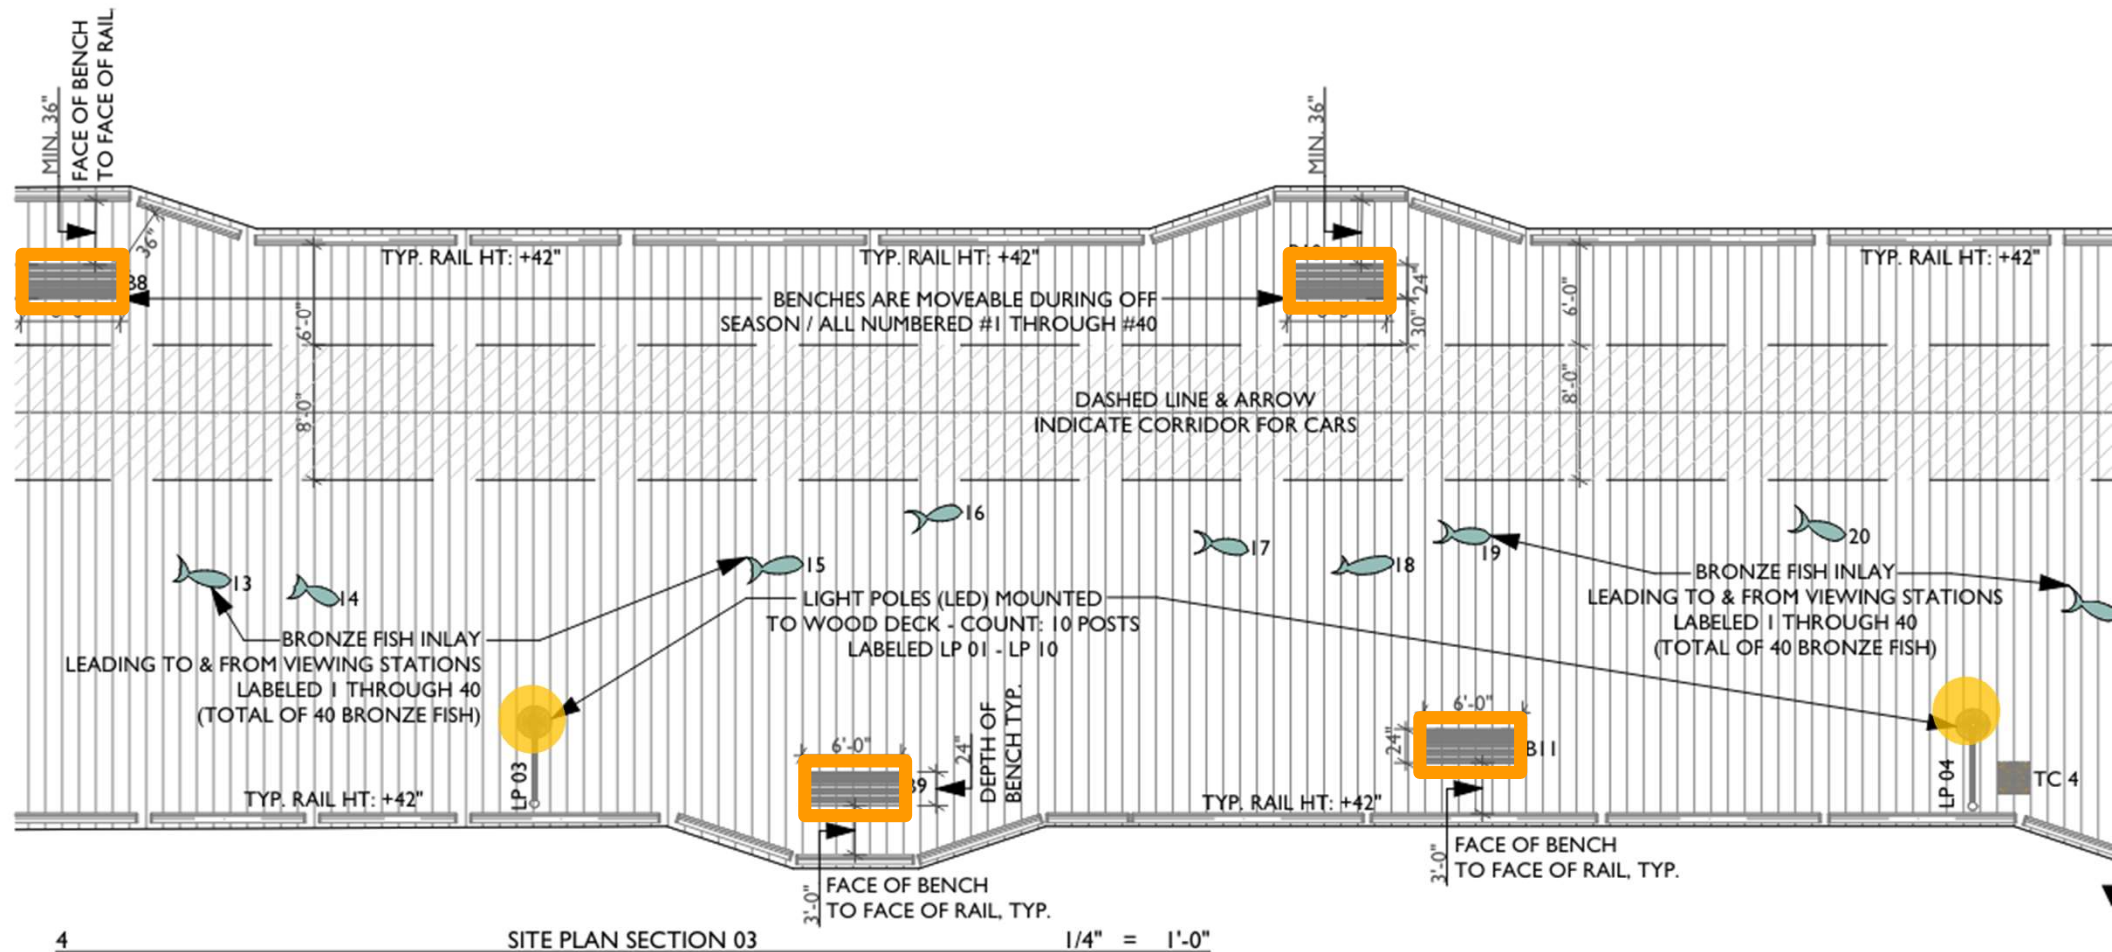 MIN. 36"
FACE OF BENCH
TO FACE OF RAIL
MIN. 36"
36"
TYP. RAIL HT: +42"
TYP. RAIL HT: +42"
TYP. RAIL HT: +42"
B8
BENCHES ARE MOVEABLE DURING OFF
SEASON / ALL NUMBERED #1 THROUGH #40
24"
30"
6'-0"
6'-0"
8'-0"
8'-0"
DASHED LINE & ARROW
INDICATE CORRIDOR FOR CARS
16
17
19
20
13
14
15
18
BRONZE FISH INLAY
LEADING TO & FROM VIEWING STATIONS
LABELED 1 THROUGH 40
(TOTAL OF 40 BRONZE FISH)
LIGHT POLES (LED) MOUNTED
TO WOOD DECK - COUNT: 10 POSTS
LABELED LP 01 - LP 10
BRONZE FISH INLAY
LEADING TO & FROM VIEWING STATIONS
LABELED 1 THROUGH 40
(TOTAL OF 40 BRONZE FISH)
LP 03
6'-0"
B9
24"
DEPTH OF
BENCH TYP.
6'-0"
24"
B11
LP 04
TC 4
TYP. RAIL HT: +42"
TYP. RAIL HT: +42"
3'-0"
FACE OF BENCH
TO FACE OF RAIL, TYP.
3'-0"
FACE OF BENCH
TO FACE OF RAIL, TYP.
4
SITE PLAN SECTION 03
1/4" = 1'-0"